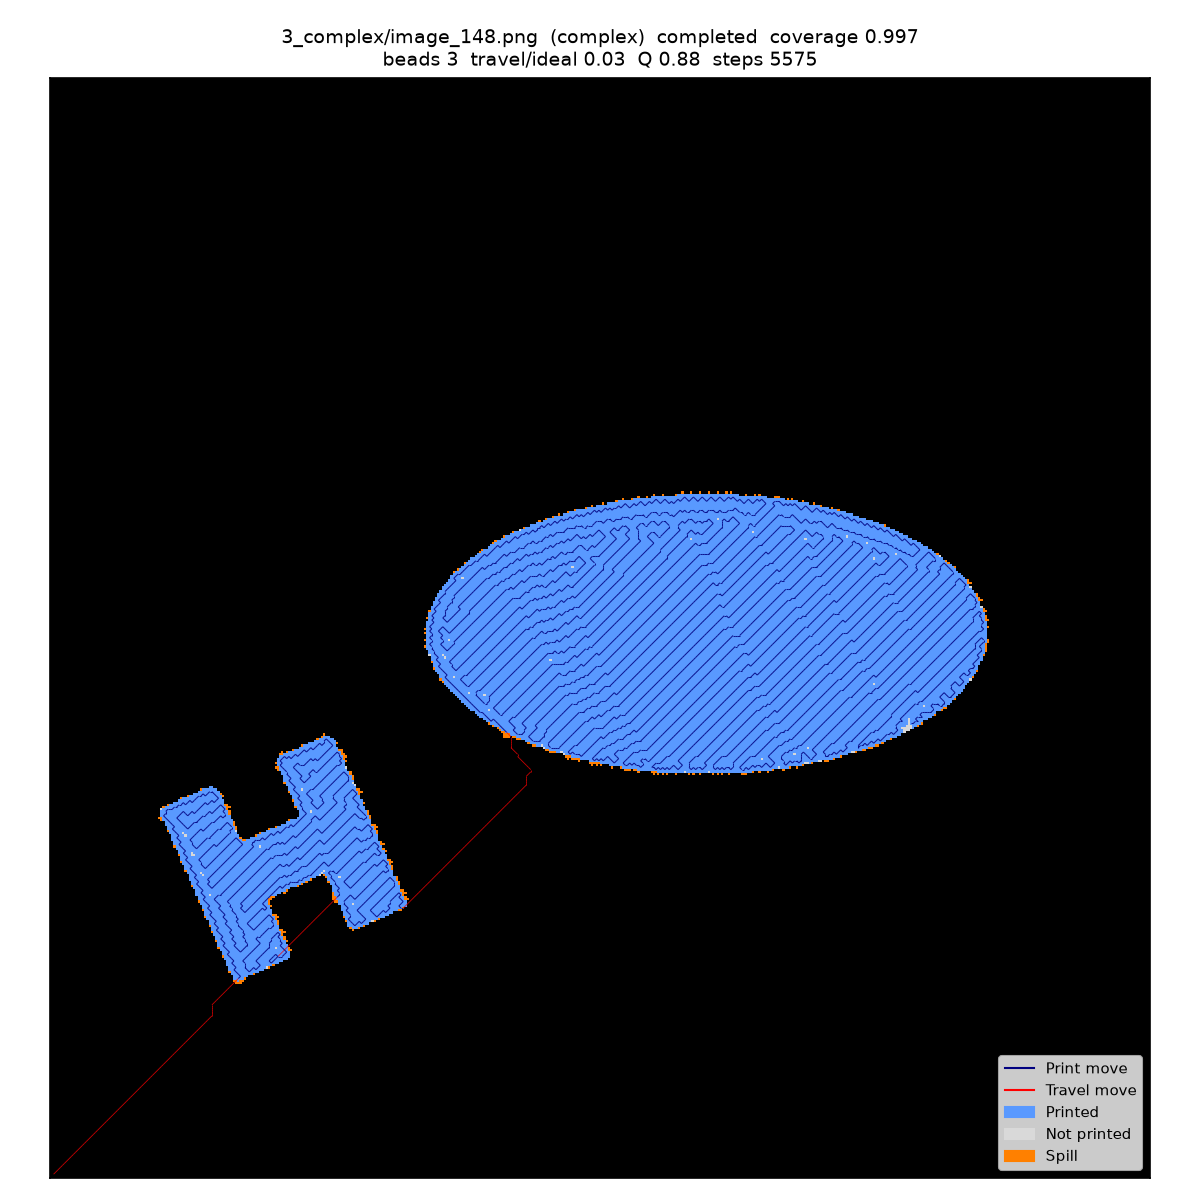 3_complex/image_148.png (complex) completed coverage 0.997
beads 3 travel/ideal 0.03 Q 0.88 steps 5575
H
Print move
Travel move
Printed
Not printed
Spill